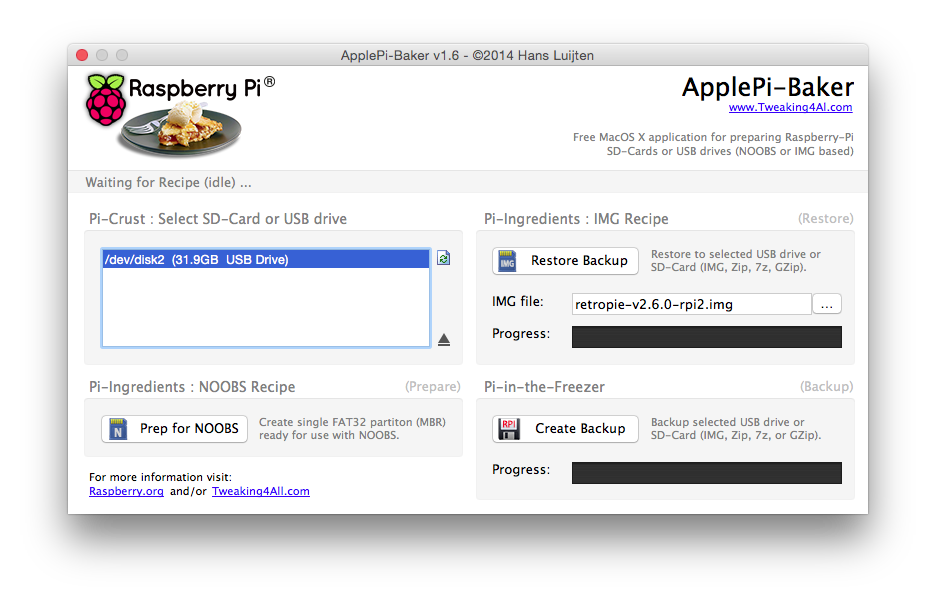 ApplePi-Baker v1.6 - ©2014 Hans Luijten
Raspberry Pi®
ApplePi-Baker
www.Tweaking4Al.com
Free MacOS X application for preparing Raspberry-Pi
SD-Cards or USB drives (NOOBS or IMG based)
Waiting for Recipe (idle) ...
Pi-Crust : Select SD-Card or USB drive
/dev/disk2 (31.9GB USB Drive)
Pi-Ingredients : IMG Recipe (Restore)
IMG
Restore Backup
Restore to selected USB drive or
SD-Card (IMG, Zip, 7z, GZip).
IMG file: retropie-v2.6.0-rpi2.img ...
Progress:
Pi-Ingredients : NOOBS Recipe (Prepare)
N
Prep for NOOBS
Create single FAT32 partiton (MBR)
ready for use with NOOBS.
For more information visit:
Raspberry.org and/or Tweaking4All.com
Pi-in-the-Freezer (Backup)
RPI
Create Backup
Backup selected USB drive or
SD-Card (IMG, Zip, 7z, or GZip).
Progress: